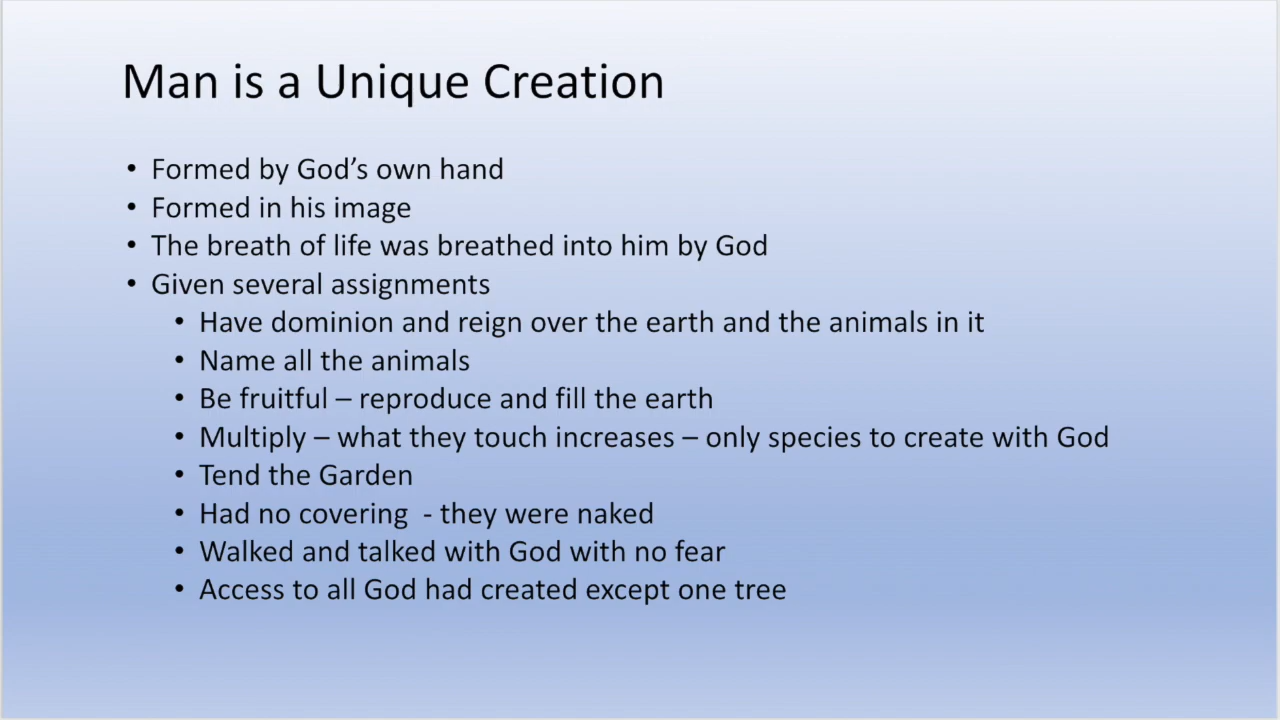 Man is a Unique Creation
• Formed by God’s own hand
• Formed in his image
• The breath of life was breathed into him by God
• Given several assignments
• Have dominion and reign over the earth and the animals in it
• Name all the animals
• Be fruitful – reproduce and fill the earth
• Multiply – what they touch increases – only species to create with God
• Tend the Garden
• Had no covering  - they were naked
• Walked and talked with God with no fear
• Access to all God had created except one tree